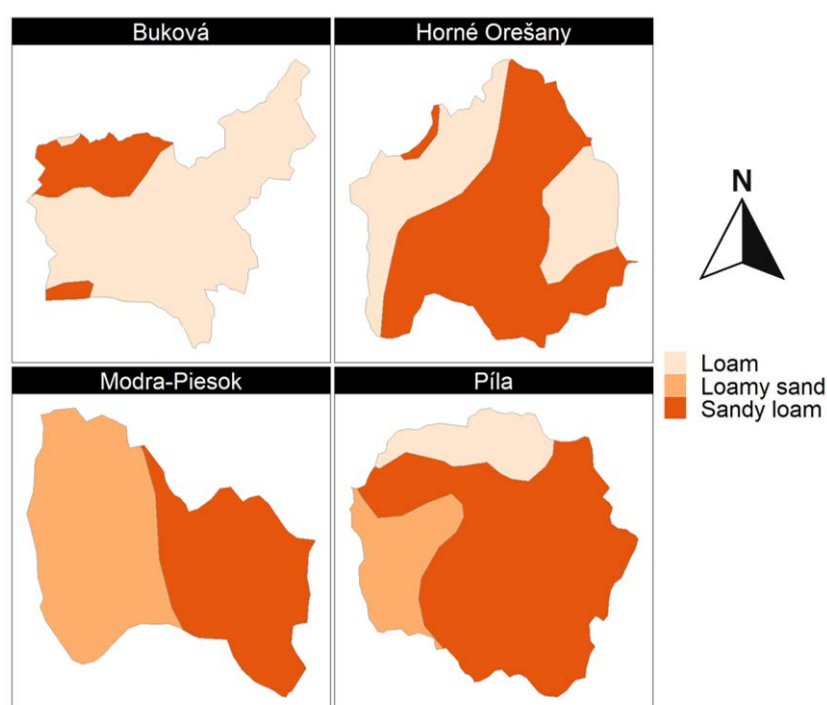 Buková
Horné Orešany
N
Loam
Loamy sand
Sandy loam
Modra-Piesok
Píla